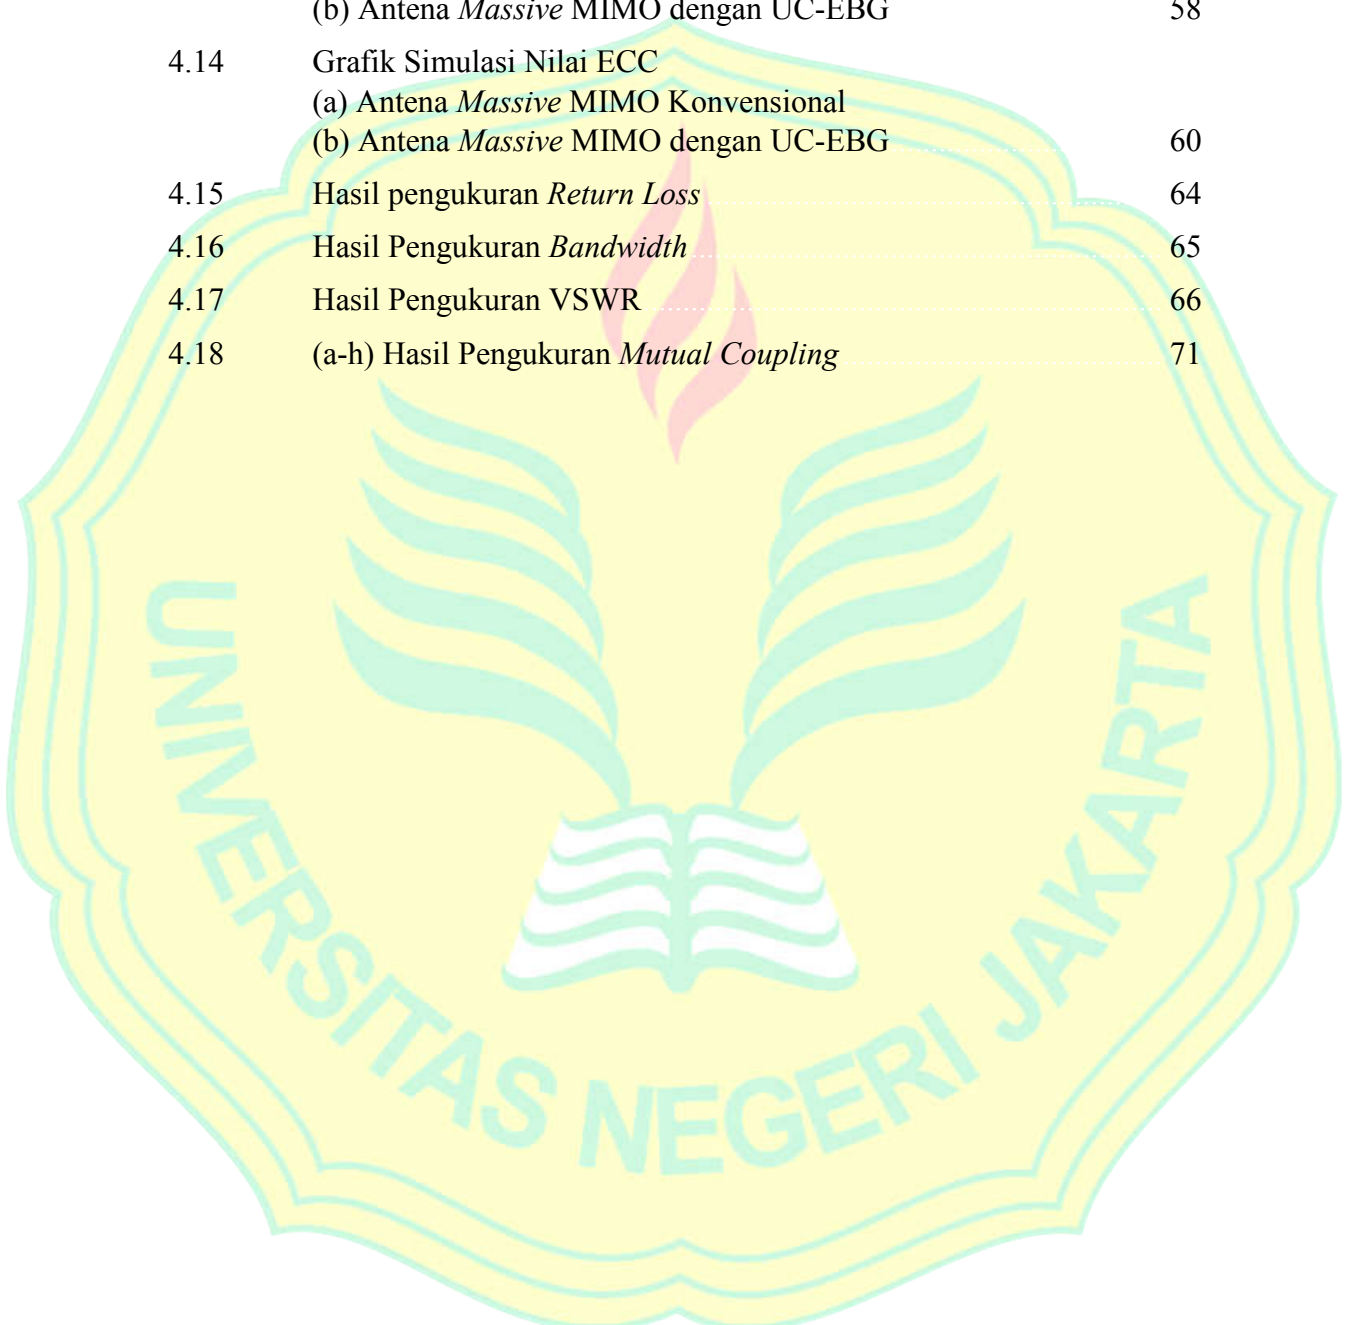 (b) Antena Massive MIMO dengan UC-EBG 58
4.14 Grafik Simulasi Nilai ECC
(a) Antena Massive MIMO Konvensional
(b) Antena Massive MIMO dengan UC-EBG 60
4.15 Hasil pengukuran Return Loss 64
4.16 Hasil Pengukuran Bandwidth 65
4.17 Hasil Pengukuran VSWR 66
4.18 (a-h) Hasil Pengukuran Mutual Coupling 71
UNIVERSITAS NEGERI JAKARTA